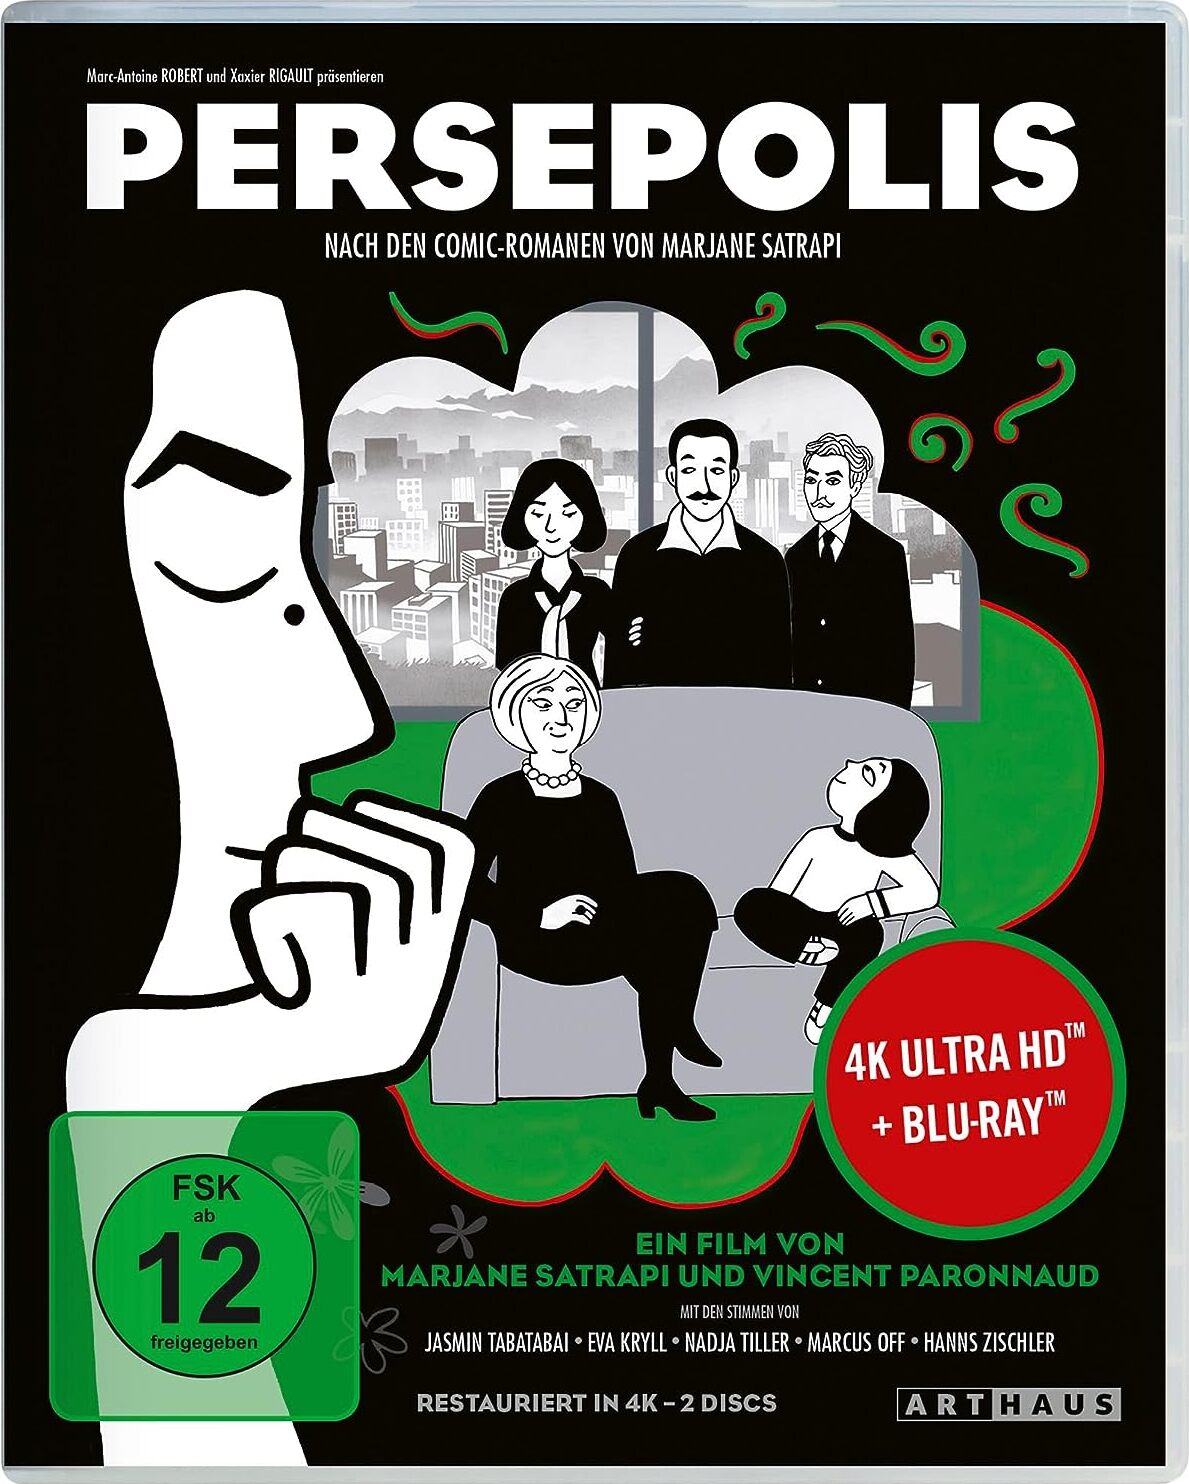 Marc-Antoine ROBERT und Xaxier RIGAULT präsentieren
PERSEPOLIS
NACH DEN COMIC-ROMANEN VON MARJANE SATRAPI
4K ULTRA HD™
+ BLU-RAY™
FSK
ab
12
freigegeben
EIN FILM VON
MARJANE SATRAPI UND VINCENT PARONNAUD
MIT DEN STIMMEN VON
JASMIN TABATABAI • EVA KRYLL • NADJA TILLER • MARCUS OFF • HANNS ZISCHLER
RESTAURIERT IN 4K – 2 DISCS
ARTHAUS